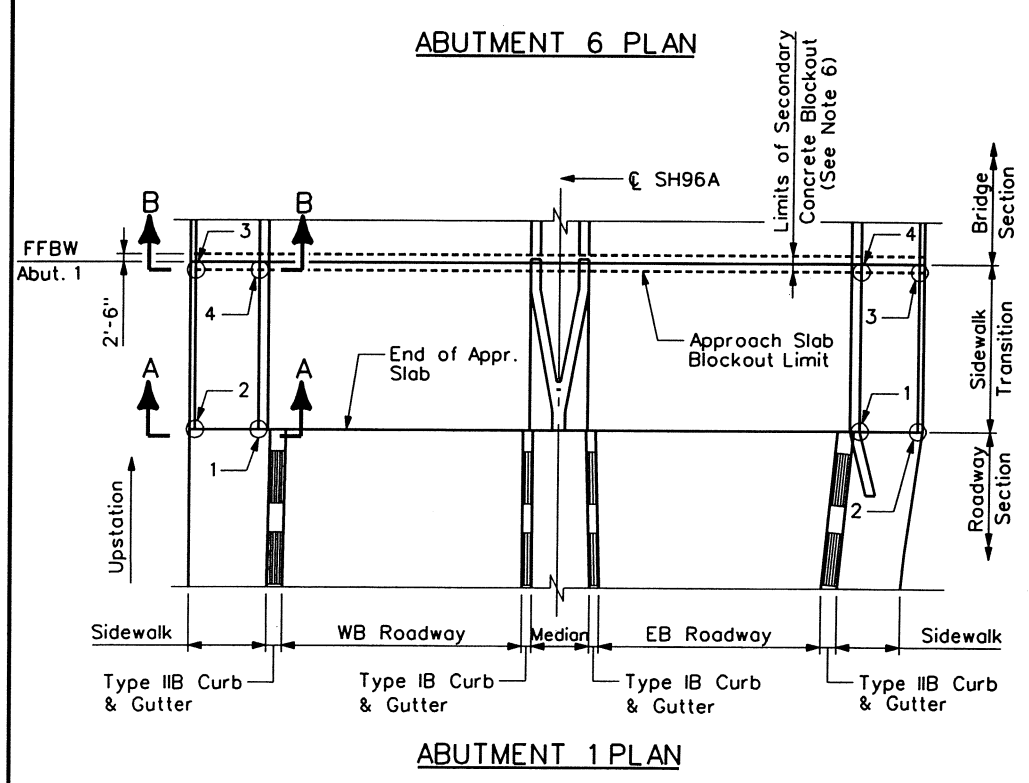 ABUTMENT 6 PLAN
Limits of Secondary
Concrete Blockout
(See Note 6)
℄ SH96A
Bridge
Section
B
B
3
4
FFBW
Abut. 1
4
3
2'-6"
Approach Slab
Blockout Limit
Sidewalk
Transition
End of Appr.
Slab
A
A
2
1
1
2
Upstation
Roadway
Section
Sidewalk
WB Roadway
Median
EB Roadway
Sidewalk
Type IIB Curb
& Gutter
Type IB Curb
& Gutter
Type IB Curb
& Gutter
Type IIB Curb
& Gutter
ABUTMENT 1 PLAN